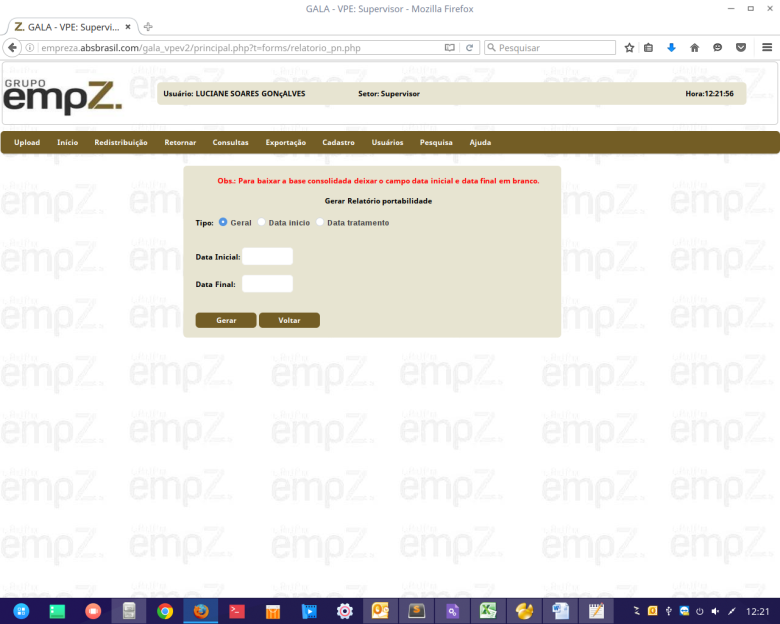 GALA - VPE: Supervisor - Mozilla Firefox
Z. GALA - VPE: Supervi...
empreza.absbrasil.com/gala_vpev2/principal.php?t=forms/relatorio_pn.php
Pesquisar
GRUPO
empZ.
Usuário: LUCIANE SOARES GONçALVES Setor: Supervisor Hora:12:21:56
Upload Início Redistribuição Retornar Consultas Exportação Cadastro Usuários Pesquisa Ajuda
Obs.: Para baixar a base consolidada deixar o campo data inicial e data final em branco.
Gerar Relatório portabilidade
Tipo: Geral Data inicio Data tratamento
Data Inicial:
Data Final:
Gerar Voltar
12:21